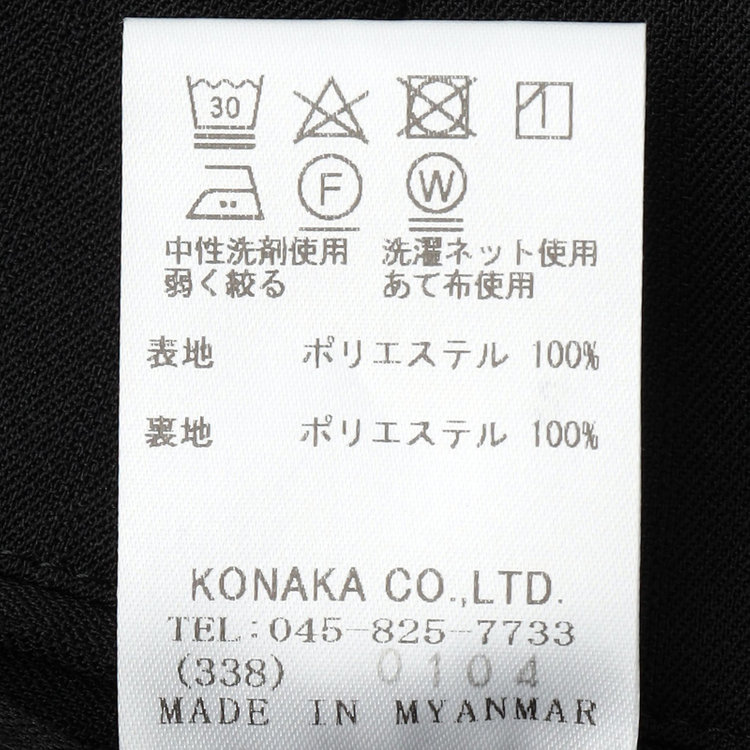 30
F W
中性洗剤使用 洗濯ネット使用
弱く絞る あて布使用
表地 ポリエステル 100%
裏地 ポリエステル 100%
KONAKA CO.,LTD.
TEL:045-825-7733
(338) 0104
MADE IN MYANMAR